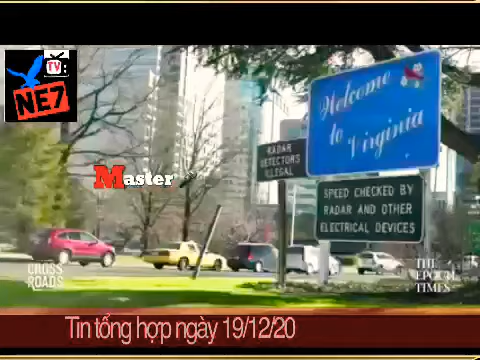 TV
NE7
Master
Welcome
to Virginia
RADAR
DETECTORS
ILLEGAL
SPEED CHECKED BY
RADAR AND OTHER
ELECTRICAL DEVICES
CROSS
ROADS
THE
EPOCH
TIMES
Tin tổng hợp ngày 19/12/20